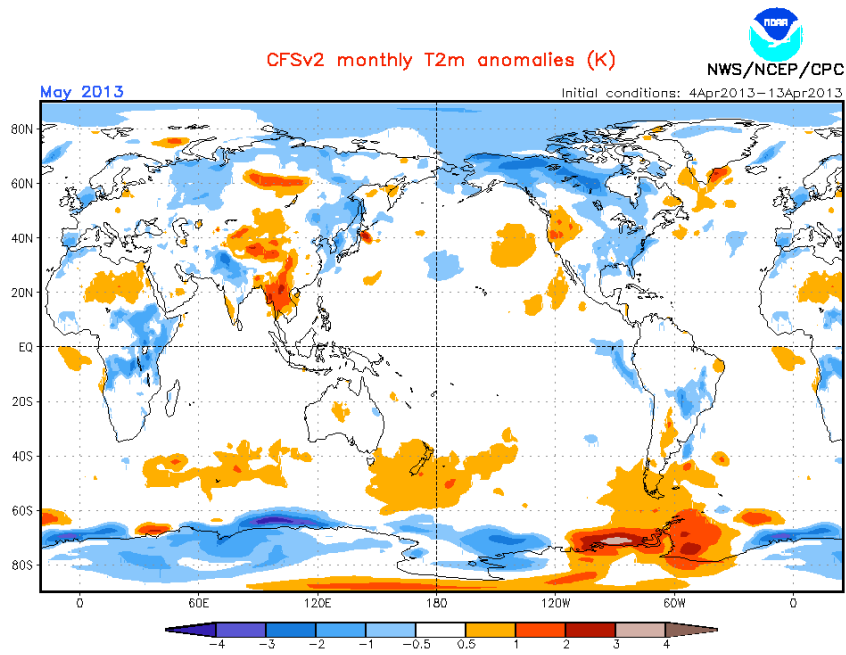 NOAA
CFSv2 monthly T2m anomalies (K)
NWS/NCEP/CPC
May 2013
Initial conditions: 4Apr2013–13Apr2013
80N
60N
40N
20N
EQ
20S
40S
60S
80S
0 60E 120E 180 120W 60W 0
-4 -3 -2 -1 -0.5 0.5 1 2 3 4